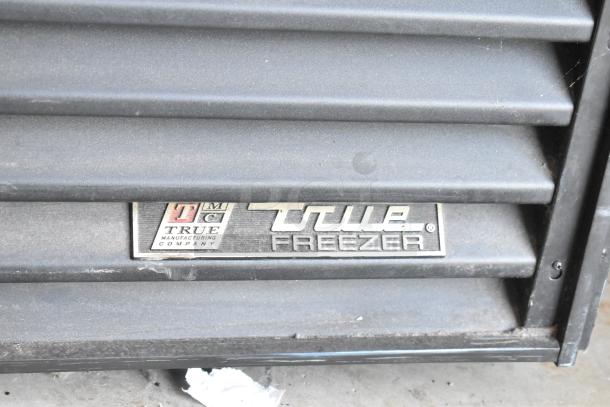 T M C
TRUE
MANUFACTURING
COMPANY
True®
FREEZER